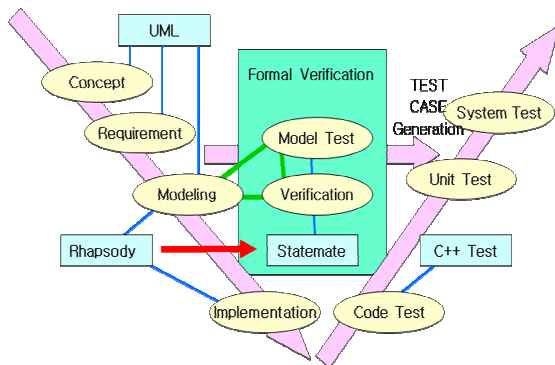 UML
Concept
Formal Verification
TEST
CASE
Generation
System Test
Requirement
Model Test
Unit Test
Modeling
Verification
Rhapsody
Statemate
C++ Test
Implementation
Code Test